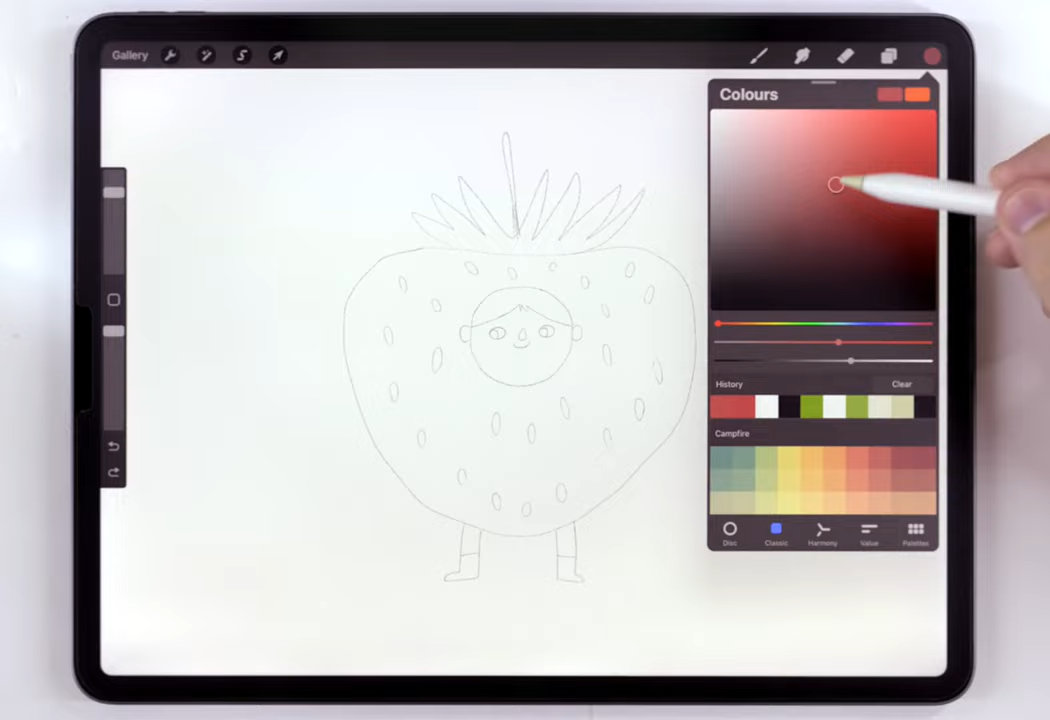 Gallery
Colours
History
Clear
Campfire
Disc
Classic
Harmony
Value
Palettes